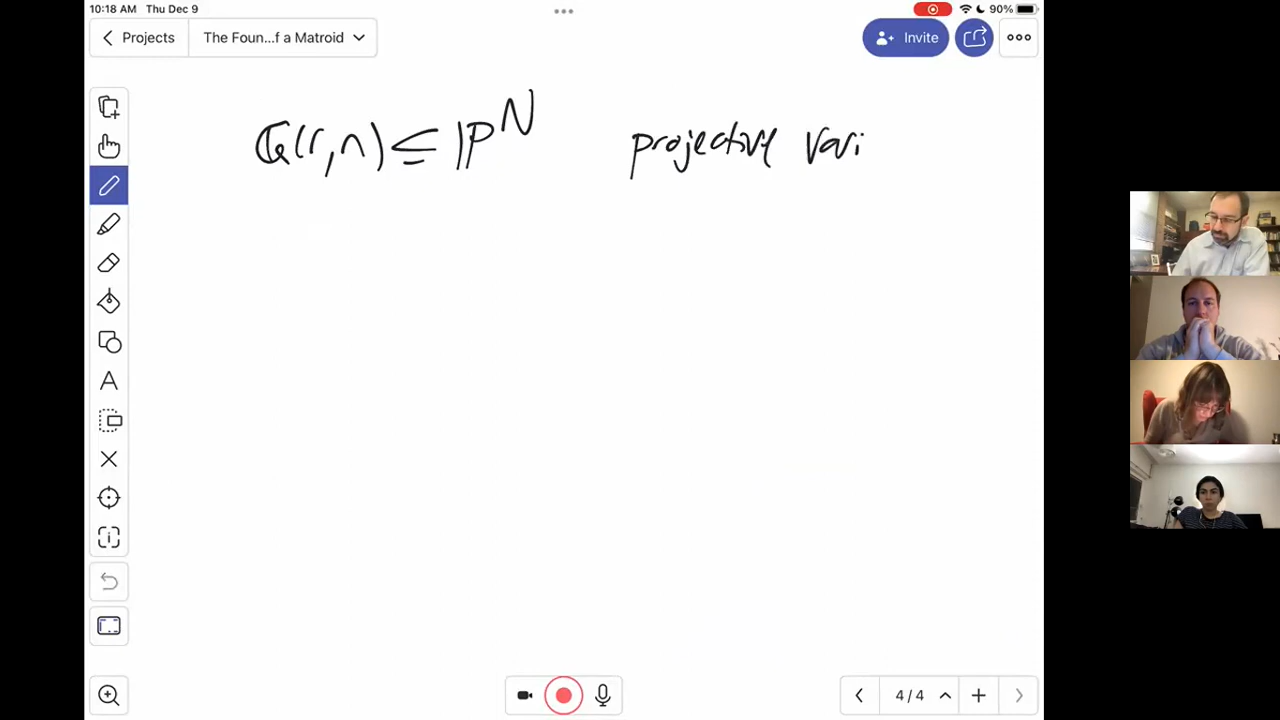 10:18 AM Thu Dec 9
90%
Projects
The Foun...f a Matroid
Invite
G(r,n) ⊆ ℙ^N projective vari
A
4 / 4